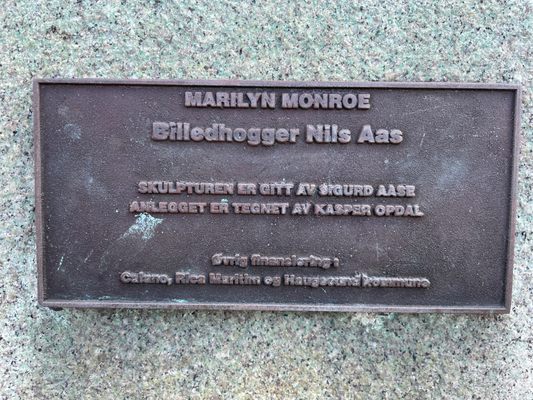 MARILYN MONROE
Billedhogger Nils Aas
SKULPTUREN ER GITT AV SIGURD AASE
ANLEGGET ER TEGNET AV KASPER OPDAL
Øvrig finansiering :
Caiano, Rica Maritim og Haugesund kommune